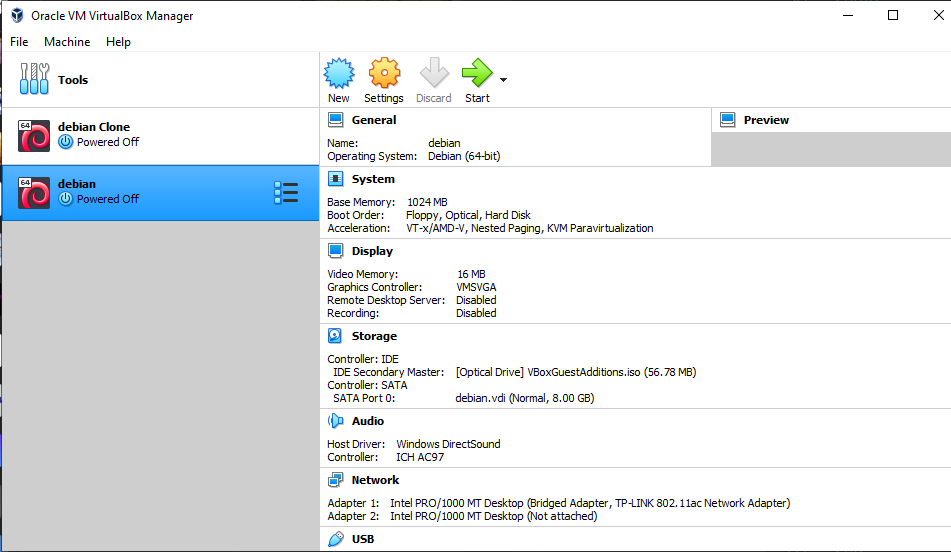 Oracle VM VirtualBox Manager
File Machine Help
Tools
64
debian Clone
Powered Off
64
debian
Powered Off
New Settings Discard Start
General
Name: debian
Operating System: Debian (64-bit)
Preview
System
Base Memory: 1024 MB
Boot Order: Floppy, Optical, Hard Disk
Acceleration: VT-x/AMD-V, Nested Paging, KVM Paravirtualization
Display
Video Memory: 16 MB
Graphics Controller: VMSVGA
Remote Desktop Server: Disabled
Recording: Disabled
Storage
Controller: IDE
IDE Secondary Master: [Optical Drive] VBoxGuestAdditions.iso (56.78 MB)
Controller: SATA
SATA Port 0: debian.vdi (Normal, 8.00 GB)
Audio
Host Driver: Windows DirectSound
Controller: ICH AC97
Network
Adapter 1: Intel PRO/1000 MT Desktop (Bridged Adapter, TP-LINK 802.11ac Network Adapter)
Adapter 2: Intel PRO/1000 MT Desktop (Not attached)
USB